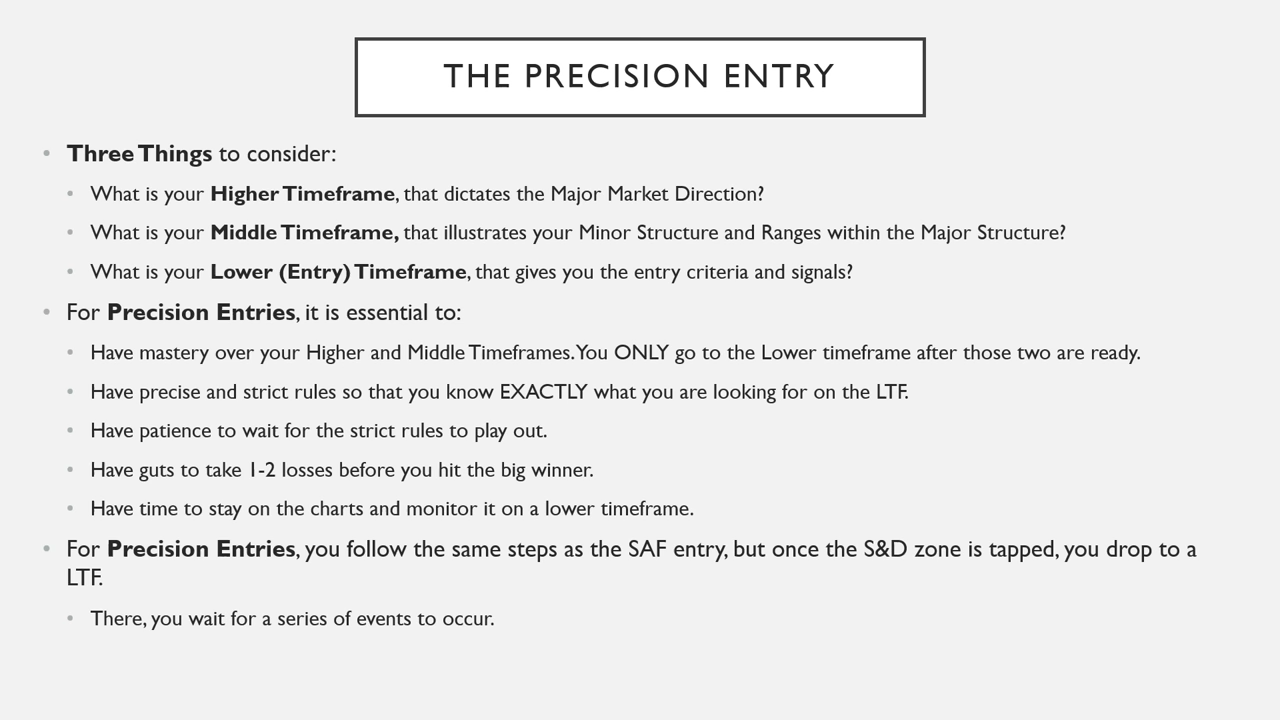 THE PRECISION ENTRY
• Three Things to consider:
• What is your Higher Timeframe, that dictates the Major Market Direction?
• What is your Middle Timeframe, that illustrates your Minor Structure and Ranges within the Major Structure?
• What is your Lower (Entry) Timeframe, that gives you the entry criteria and signals?
• For Precision Entries, it is essential to:
• Have mastery over your Higher and Middle Timeframes. You ONLY go to the Lower timeframe after those two are ready.
• Have precise and strict rules so that you know EXACTLY what you are looking for on the LTF.
• Have patience to wait for the strict rules to play out.
• Have guts to take 1-2 losses before you hit the big winner.
• Have time to stay on the charts and monitor it on a lower timeframe.
• For Precision Entries, you follow the same steps as the SAF entry, but once the S&D zone is tapped, you drop to a
LTF.
• There, you wait for a series of events to occur.